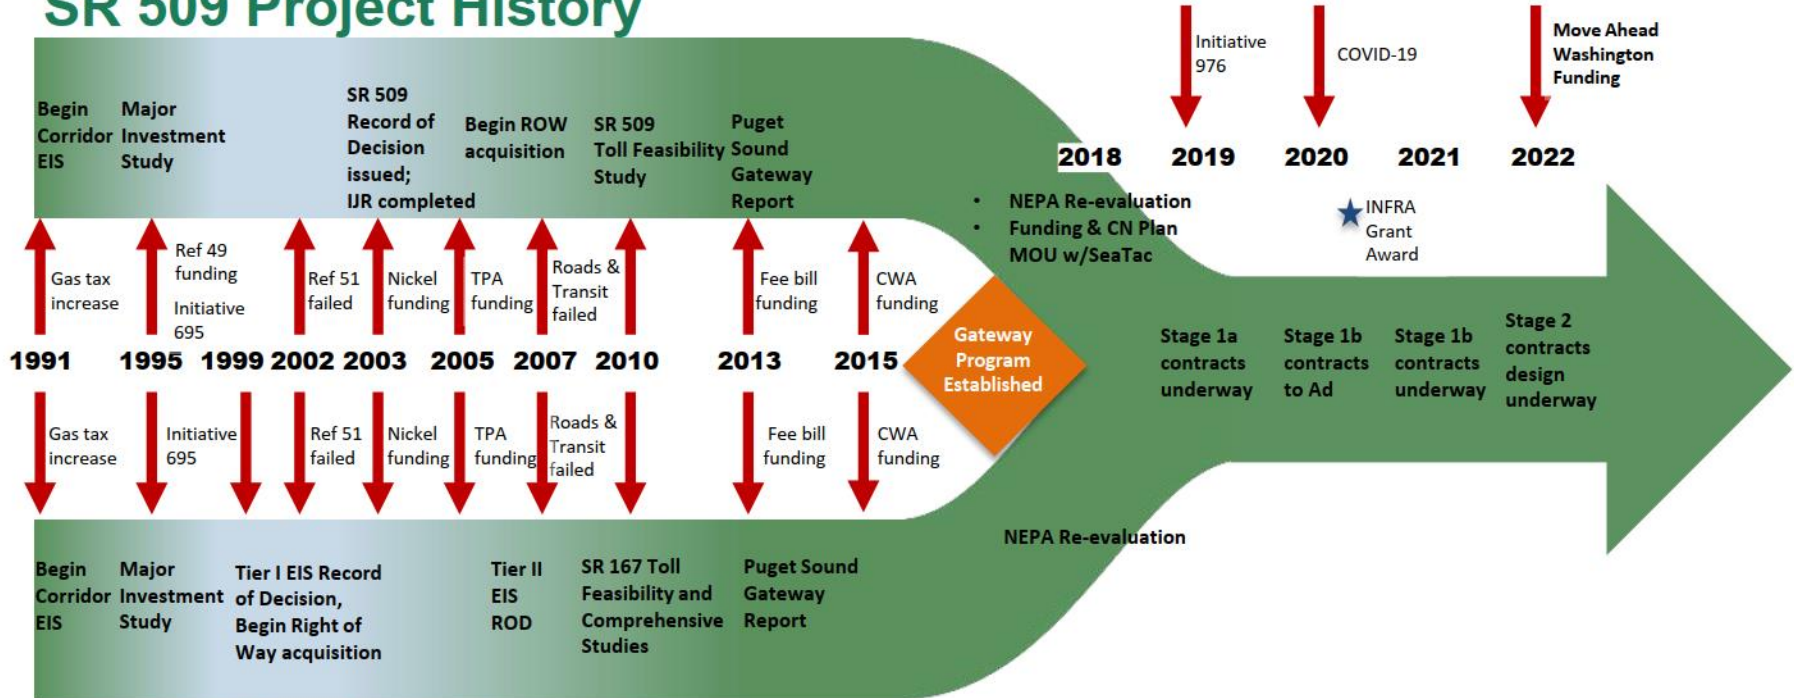 SR 509 Project History
Begin
Corridor
EIS
Major
Investment
Study
SR 509
Record of
Decision
issued;
IJR completed
Begin ROW
acquisition
SR 509
Toll Feasibility
Study
Puget
Sound
Gateway
Report
Initiative
976
COVID-19
Move Ahead
Washington
Funding
2018
2019
2020
2021
2022
• NEPA Re-evaluation
• Funding & CN Plan
MOU w/SeaTac
INFRA
Grant
Award
Gas tax
increase
Ref 49
funding
Initiative
695
Ref 51
failed
Nickel
funding
TPA
funding
Roads &
Transit
failed
Fee bill
funding
CWA
funding
1991
1995
1999
2002
2003
2005
2007
2010
2013
2015
Gateway
Program
Established
Stage 1a
contracts
underway
Stage 1b
contracts
to Ad
Stage 1b
contracts
underway
Stage 2
contracts
design
underway
Gas tax
increase
Initiative
695
Ref 51
failed
Nickel
funding
TPA
funding
Roads &
Transit
failed
Fee bill
funding
CWA
funding
NEPA Re-evaluation
Begin
Corridor
EIS
Major
Investment
Study
Tier I EIS Record
of Decision,
Begin Right of
Way acquisition
Tier II
EIS
ROD
SR 167 Toll
Feasibility and
Comprehensive
Studies
Puget Sound
Gateway
Report